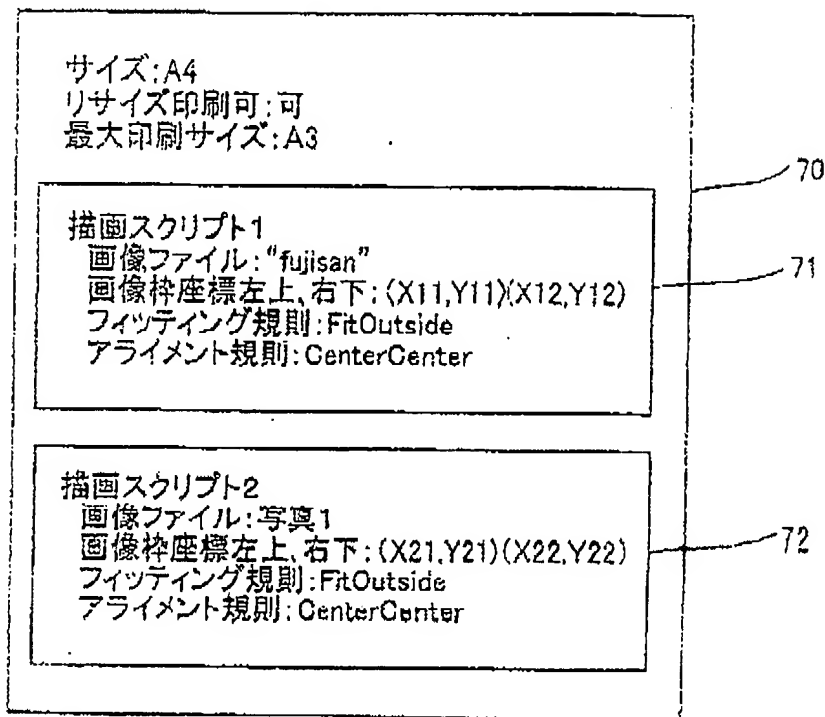 サイズ:A4
リサイズ印刷可:可
最大印刷サイズ:A3
70
描画スクリプト1
画像ファイル:"fujisan"
画像枠座標左上、右下:(X11,Y11)(X12,Y12)
フィッティング規則:FitOutside
アライメント規則:CenterCenter
71
描画スクリプト2
画像ファイル:写真1
画像枠座標左上、右下:(X21,Y21)(X22,Y22)
フィッティング規則:FitOutside
アライメント規則:CenterCenter
72